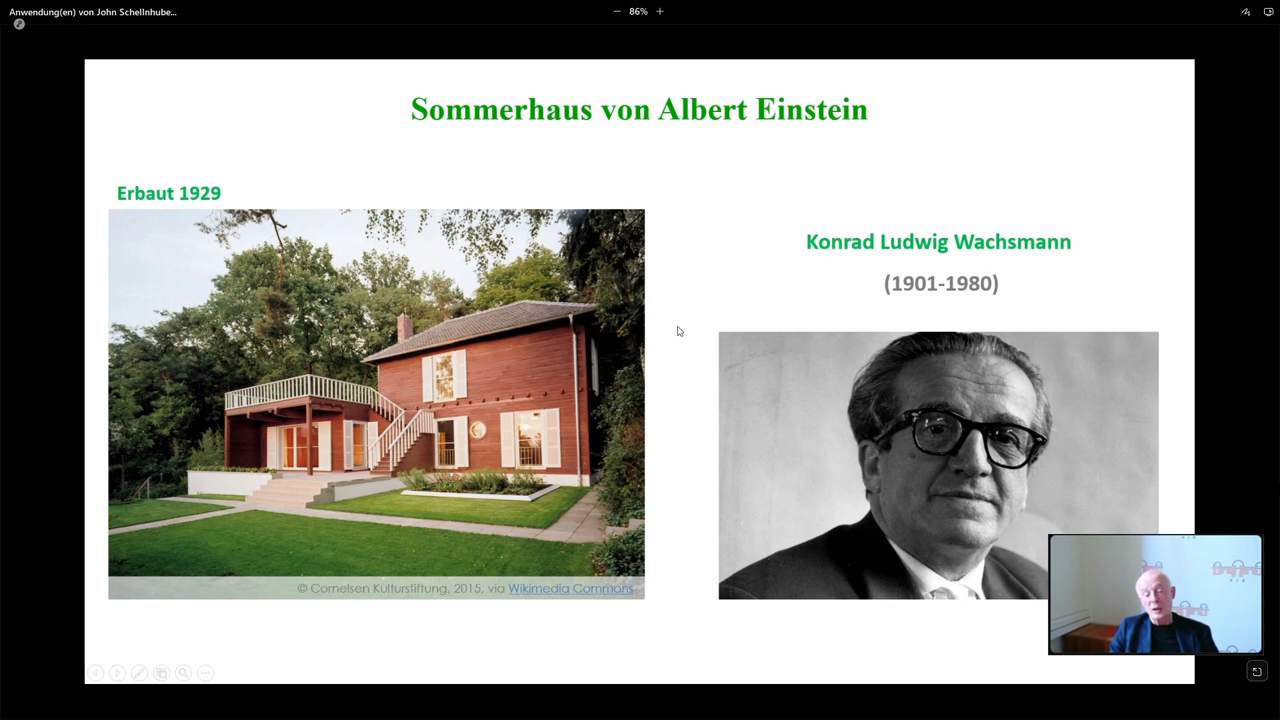 Anwendung(en) von John Schellnhube...
86%
Sommerhaus von Albert Einstein
Erbaut 1929
Konrad Ludwig Wachsmann
(1901-1980)
© Cornelsen Kulturstiftung, 2015, via Wikimedia Commons